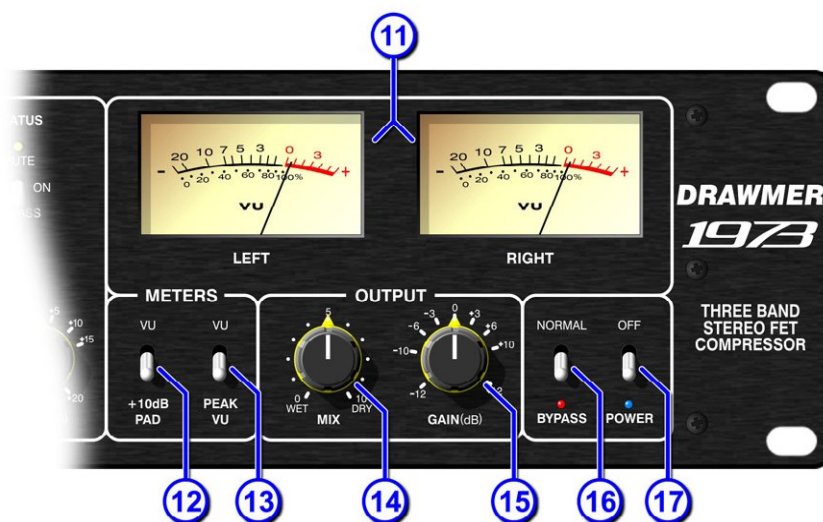 11
20 10 7 5 3 0 3
- +
0 20 40 60 80 100%
VU
LEFT
20 10 7 5 3 0 3
- +
0 20 40 60 80 100%
VU
RIGHT
DRAWMER
1973
THREE BAND
STEREO FET
COMPRESSOR
ON
+5
+10
+15
METERS
VU
+10dB
PAD
VU
PEAK
VU
OUTPUT
5
0 10
WET DRY
MIX
0
-3 +3
-6 +6
-10 +10
-12
GAIN(dB)
NORMAL
BYPASS
OFF
POWER
12
13
14
15
16
17